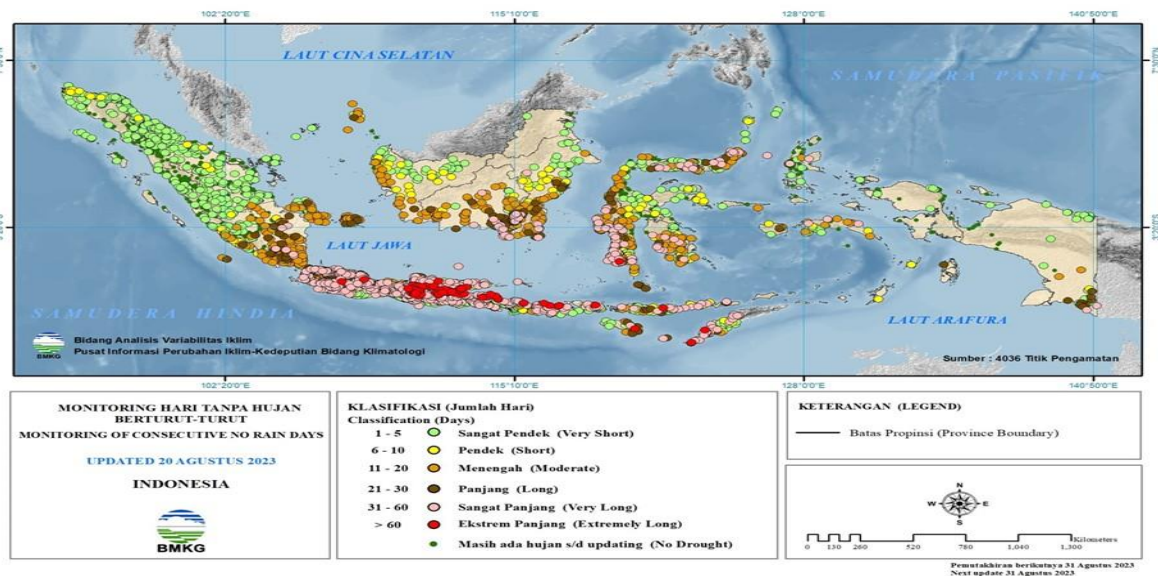 102°20'0"E 115°10'0"E 128°0'0"E 140°50'0"E
LAUT CINA SELATAN
SAMUDERA PASIFIK
LAUT JAWA
SAMUDERA HINDIA
LAUT ARAFURA
BMKG
Bidang Analisis Variabilitas Iklim
Pusat Informasi Perubahan Iklim-Kedeputian Bidang Klimatologi
Sumber : 4036 Titik Pengamatan
102°20'0"E 115°10'0"E 128°0'0"E 140°50'0"E
MONITORING HARI TANPA HUJAN
BERTURUT-TURUT
MONITORING OF CONSECUTIVE NO RAIN DAYS
UPDATED 20 AGUSTUS 2023
INDONESIA
BMKG
KLASIFIKASI (Jumlah Hari)
Classification (Days)
1 - 5 Sangat Pendek (Very Short)
6 - 10 Pendek (Short)
11 - 20 Menengah (Moderate)
21 - 30 Panjang (Long)
31 - 60 Sangat Panjang (Very Long)
> 60 Ekstrem Panjang (Extremely Long)
Masih ada hujan s/d updating (No Drought)
KETERANGAN (LEGEND)
Batas Propinsi (Province Boundary)
N
W E
S
Kilometers
0 130 260 520 780 1,040 1,300
Pemutakhiran berikutnya 31 Agustus 2023
Next update 31 Agustus 2023